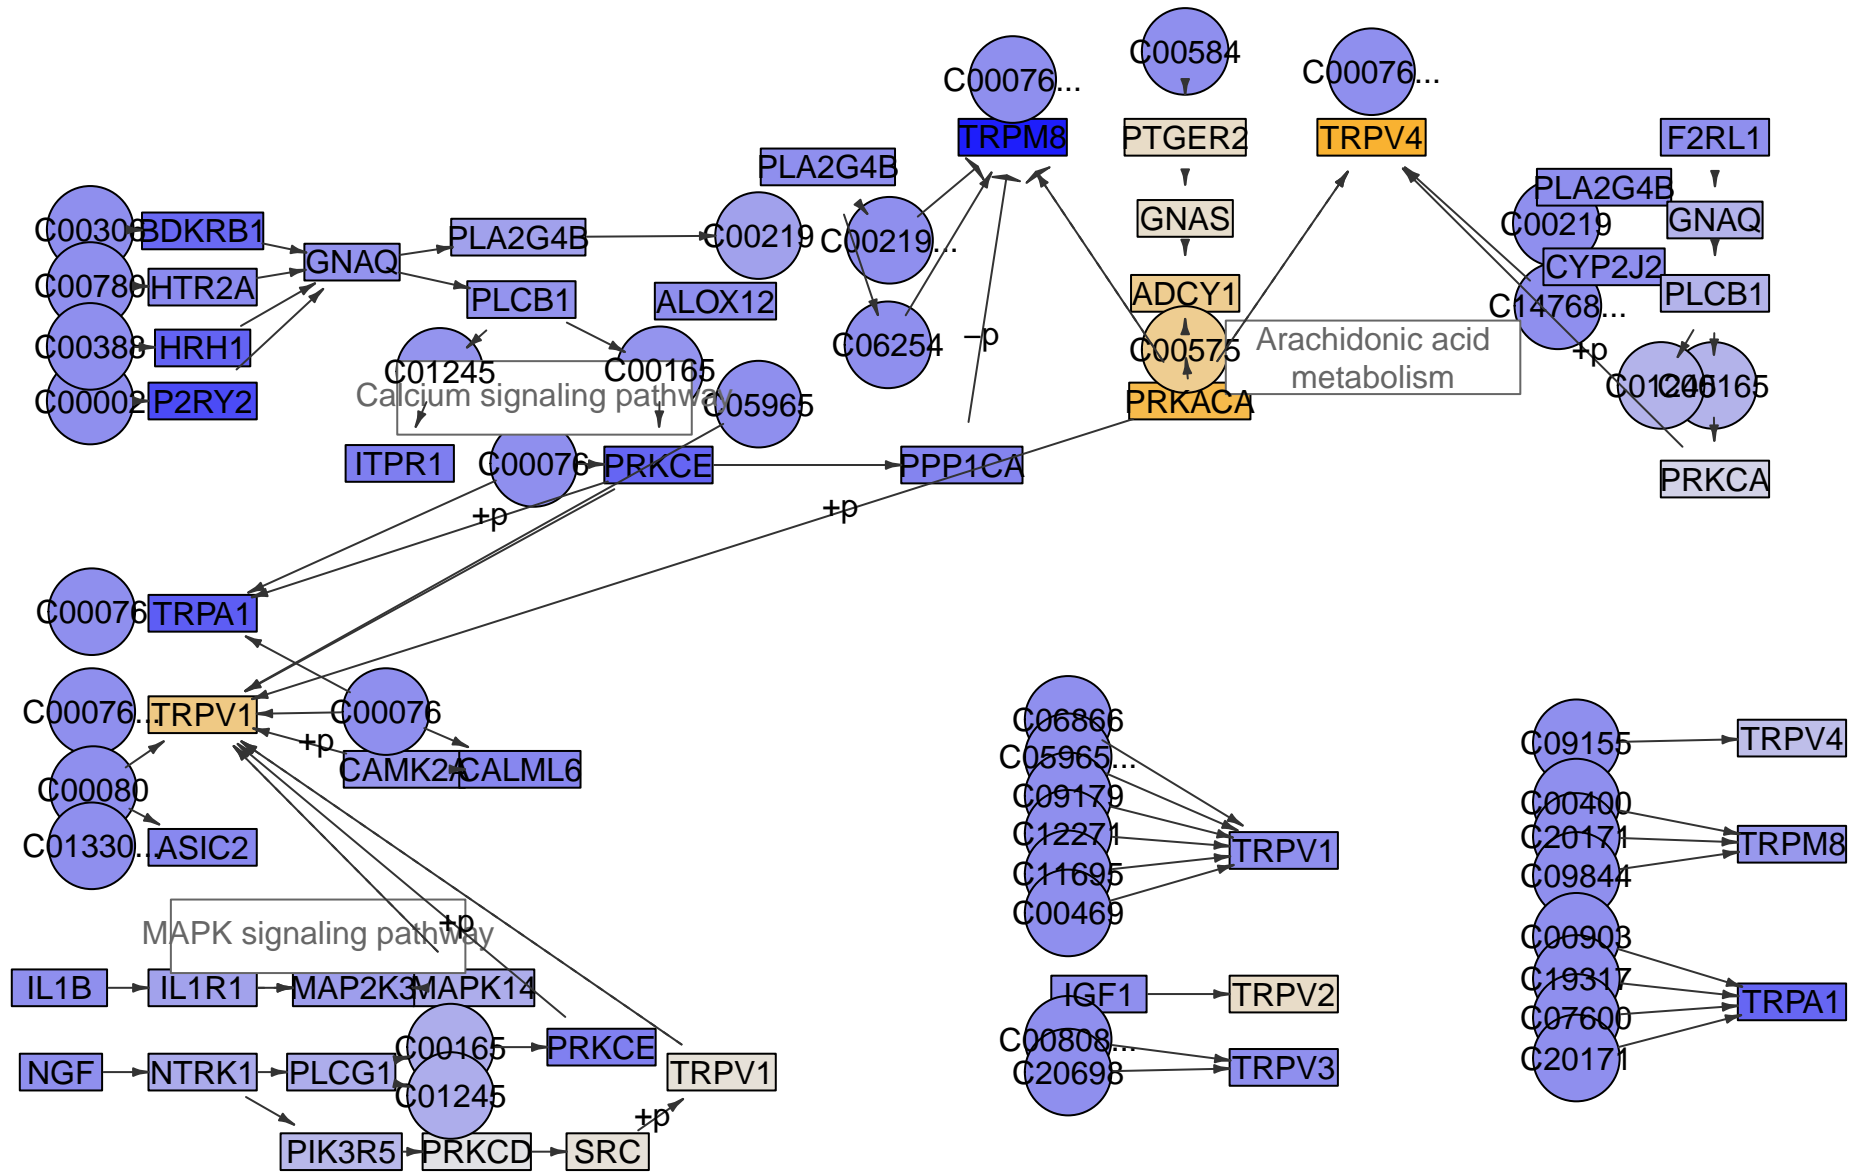 C00584
C00076...
C00076...
TRPM8
PTGER2
TRPV4
F2RL1
PLA2G4B
PLA2G4B
BDKRB1
GNAS
C00219
GNAQ
C00219
C00219...
PLA2G4B
GNAQ
CYP2J2
C00780
HTR2A
PLCB1
ALOX12
ADCY1
C14768...
PLCB1
C00388
HRH1
C06254
–p
C00575
Arachidonic acid
metabolism
+p
C01245
C00165
Calcium signaling pathway
C05965
C00002
P2RY2
PRKACA
C01245
C00165
ITPR1
C00076
PRKCE
PPP1CA
PRKCA
+p
+p
C00076
TRPA1
C00076...
TRPV1
C00076
+p
CAMK2A
CALML6
C00080
C01330...
ASIC2
C06866
C05965...
C09179
C12271
C11695
C00469
TRPV1
C09155
TRPV4
C00400
C20171
C09844
TRPM8
MAPK signaling pathway
+p
IL1B
IL1R1
MAP2K3
MAPK14
IGF1
TRPV2
C00903
C19317
C07600
C20171
TRPA1
C00165
PRKCE
C00808...
C20698
TRPV3
NGF
NTRK1
PLCG1
C01245
TRPV1
+p
PIK3R5
PRKCD
SRC